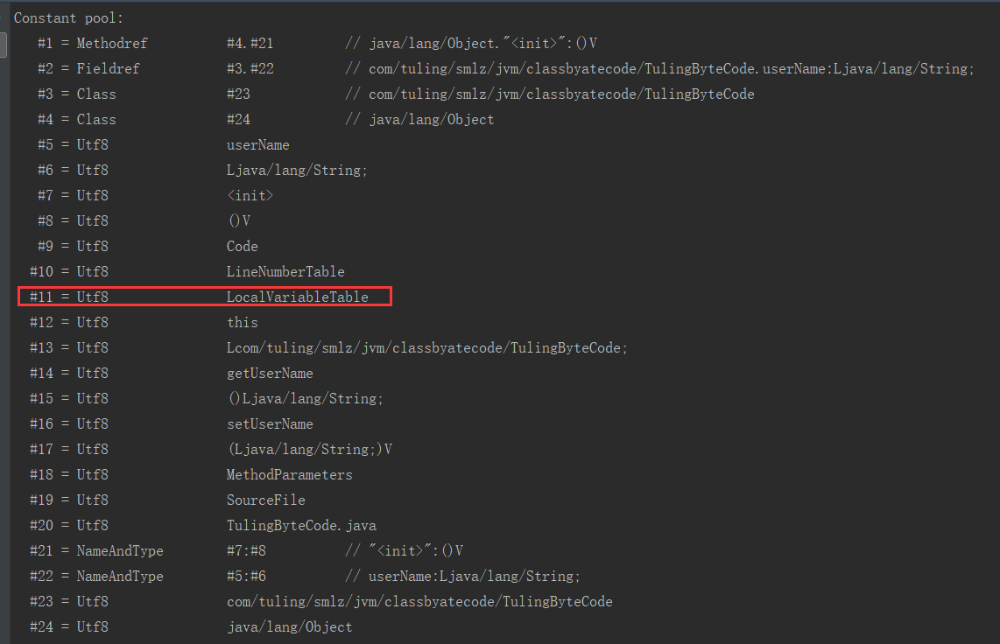 Constant pool:
#1 = Methodref #4.#21 // java/lang/Object."<init>":()V
#2 = Fieldref #3.#22 // com/tuling/smlz/jvm/classbyatecode/TulingByteCode.userName:Ljava/lang/String;
#3 = Class #23 // com/tuling/smlz/jvm/classbyatecode/TulingByteCode
#4 = Class #24 // java/lang/Object
#5 = Utf8 userName
#6 = Utf8 Ljava/lang/String;
#7 = Utf8 <init>
#8 = Utf8 ()V
#9 = Utf8 Code
#10 = Utf8 LineNumberTable
#11 = Utf8 LocalVariableTable
#12 = Utf8 this
#13 = Utf8 Lcom/tuling/smlz/jvm/classbyatecode/TulingByteCode;
#14 = Utf8 getUserName
#15 = Utf8 ()Ljava/lang/String;
#16 = Utf8 setUserName
#17 = Utf8 (Ljava/lang/String;)V
#18 = Utf8 MethodParameters
#19 = Utf8 SourceFile
#20 = Utf8 TulingByteCode.java
#21 = NameAndType #7:#8 // "<init>":()V
#22 = NameAndType #5:#6 // userName:Ljava/lang/String;
#23 = Utf8 com/tuling/smlz/jvm/classbyatecode/TulingByteCode
#24 = Utf8 java/lang/Object